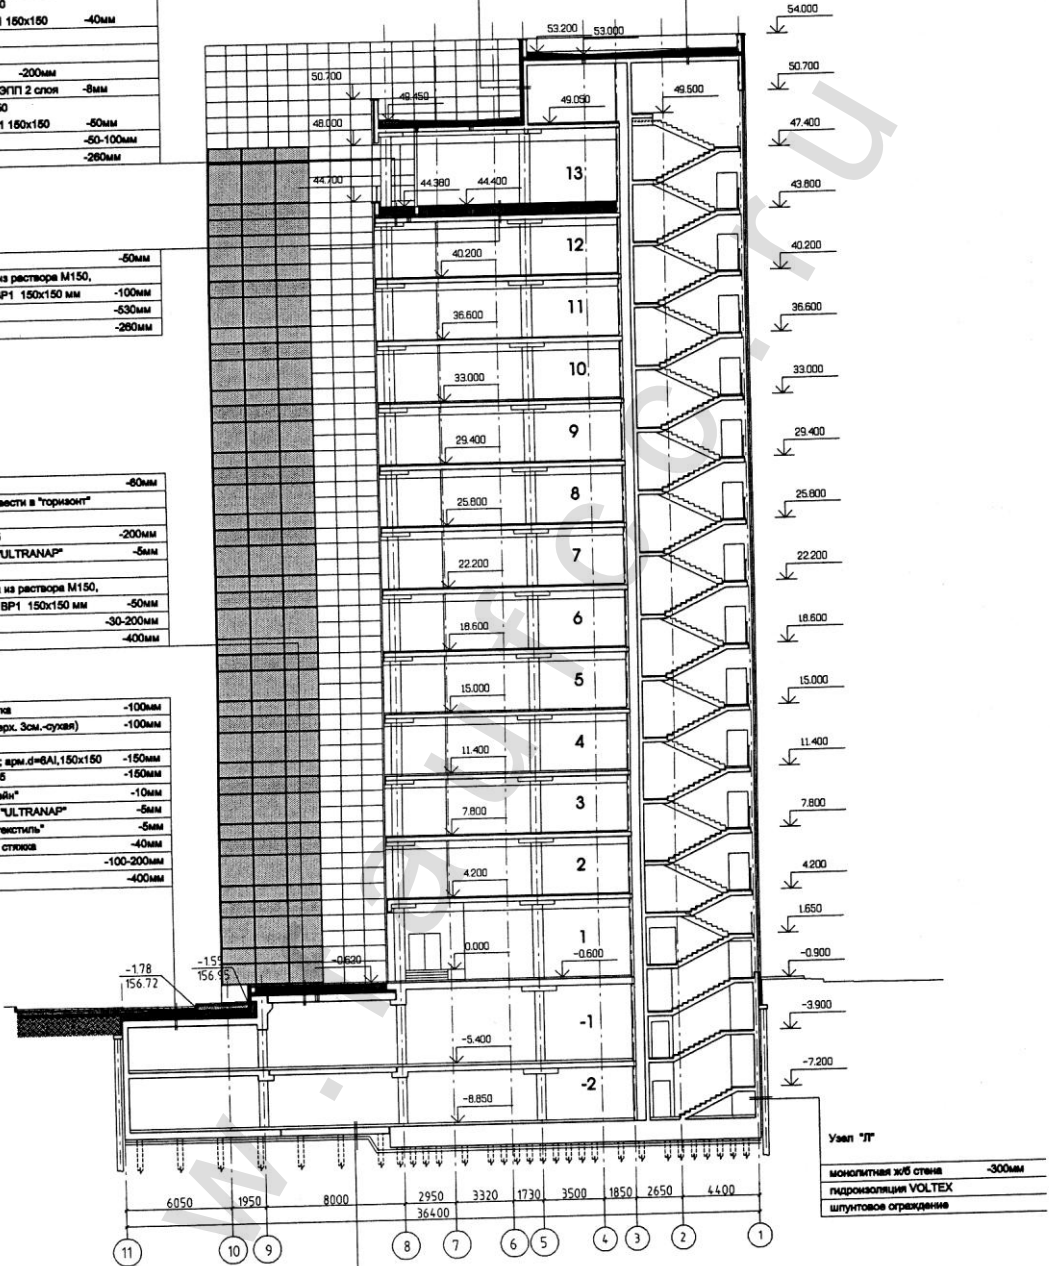 1 150x150 -40мм
-200мм
ЭПП 2 слоя -8мм
1 150x150 -50мм
-50-100мм
-260мм
-50мм
из раствора М150,
ВР1 150x150 мм -100мм
-530мм
-260мм
-60мм
вести в "горизонт"
-200мм
"ULTRANAP" -5мм
из раствора М150,
ВР1 150x150 мм -50мм
-30-200мм
-400мм
-100мм
(верх. 3см.-сухая) -100мм
; арм.d=6AI,150x150 -150мм
-150мм
-10мм
"ULTRANAP" -5мм
-5мм
стяжка -40мм
-100-200мм
-400мм
54.000
53.200 53.000
50.700 50.700
49.450 49.050 49.500
48.000 47.400
13
44.700 44.380 44.400 43.800
12
40.200 40.200
11
36.600 36.600
10
33.000 33.000
9
29.400 29.400
8
25.800 25.800
7
22.200 22.200
6
18.600 18.600
5
15.000 15.000
4
11.400 11.400
3
7.800 7.800
2
4.200 4.200
1.650
1
0.000 -0.600 -0.620 -0.900
-1.78
156.72
-1
-3.900
-5.400
-7.200
-2
-8.850
Узел "Л"
монолитная ж/б стена -300мм
гидроизоляция VOLTEX
шпунтовое ограждение
6050 1950 8000 2950 3320 1730 3500 1850 2650 4400
36400
11 10 9 8 7 6 5 4 3 2 1